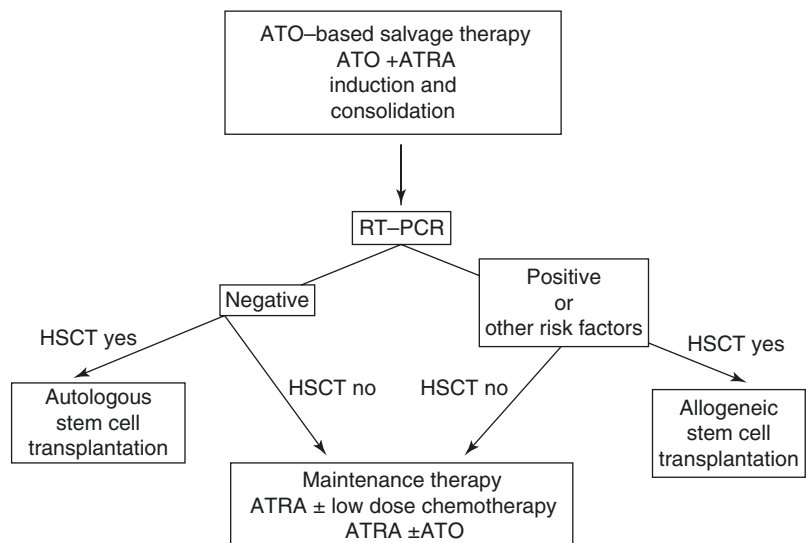 ATO–based salvage therapy
ATO +ATRA
induction and
consolidation
RT–PCR
Negative
Positive
or
other risk factors
HSCT yes
HSCT no
HSCT no
HSCT yes
Autologous
stem cell
transplantation
Allogeneic
stem cell
transplantation
Maintenance therapy
ATRA ± low dose chemotherapy
ATRA ±ATO